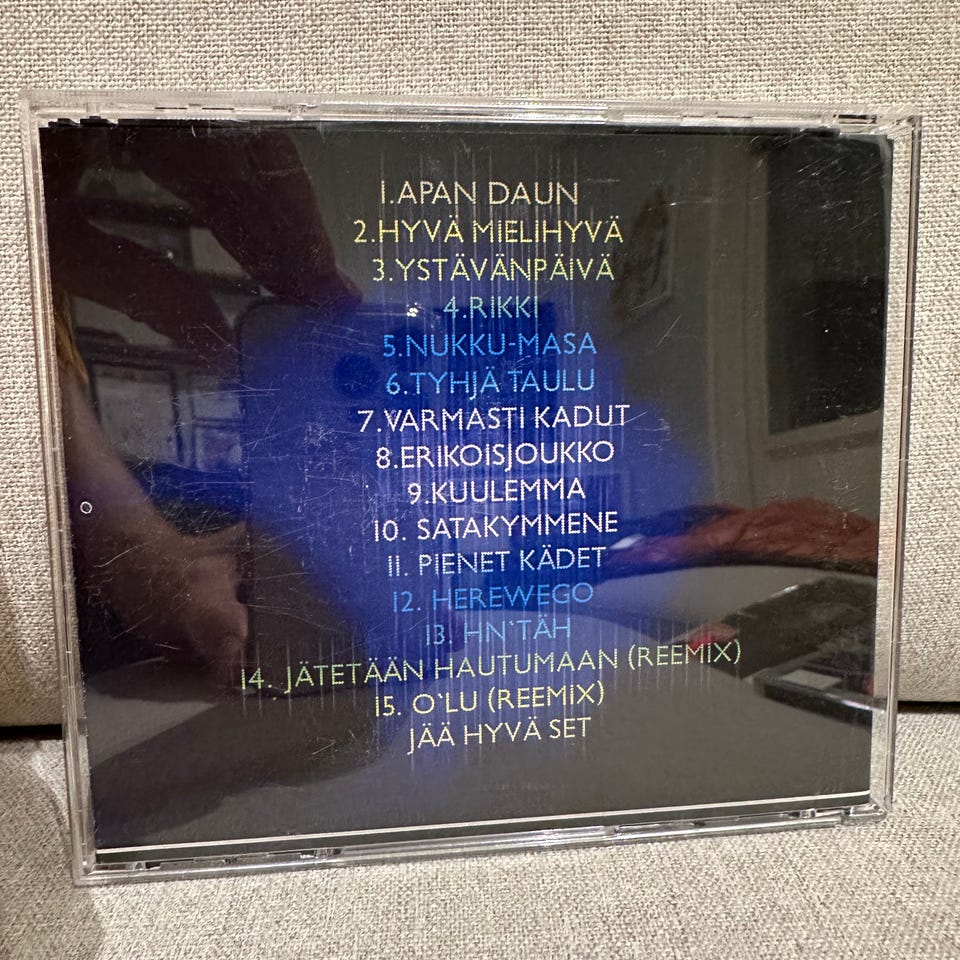 1.APAN DAUN
2.HYVÄ MIELIHYVÄ
3.YSTÄVÄNPÄIVÄ
4.RIKKI
5.NUKKU-MASA
6.TYHJÄ TAULU
7.VARMASTI KADUT
8.ERIKOISJOUKKO
9.KUULEMMA
10. SATAKYMMENE
11. PIENET KÄDET
12. HEREWEGO
13. HN`TÄH
14. JÄTETÄÄN HAUTUMAAN (REEMIX)
15. O`LU (REEMIX)
JÄÄ HYVÄ SET